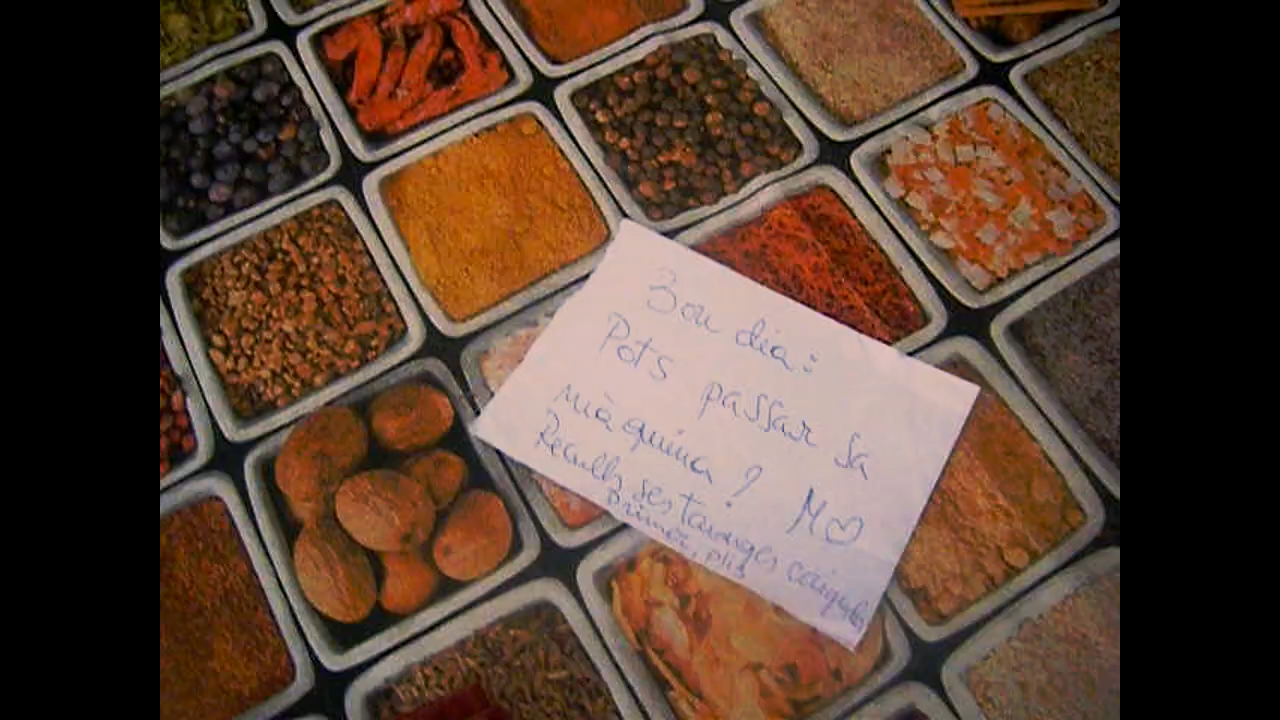 Bon dia:
Pots passar sa
màquina? M♡
Recull ses taronges caigudes
primer, plis